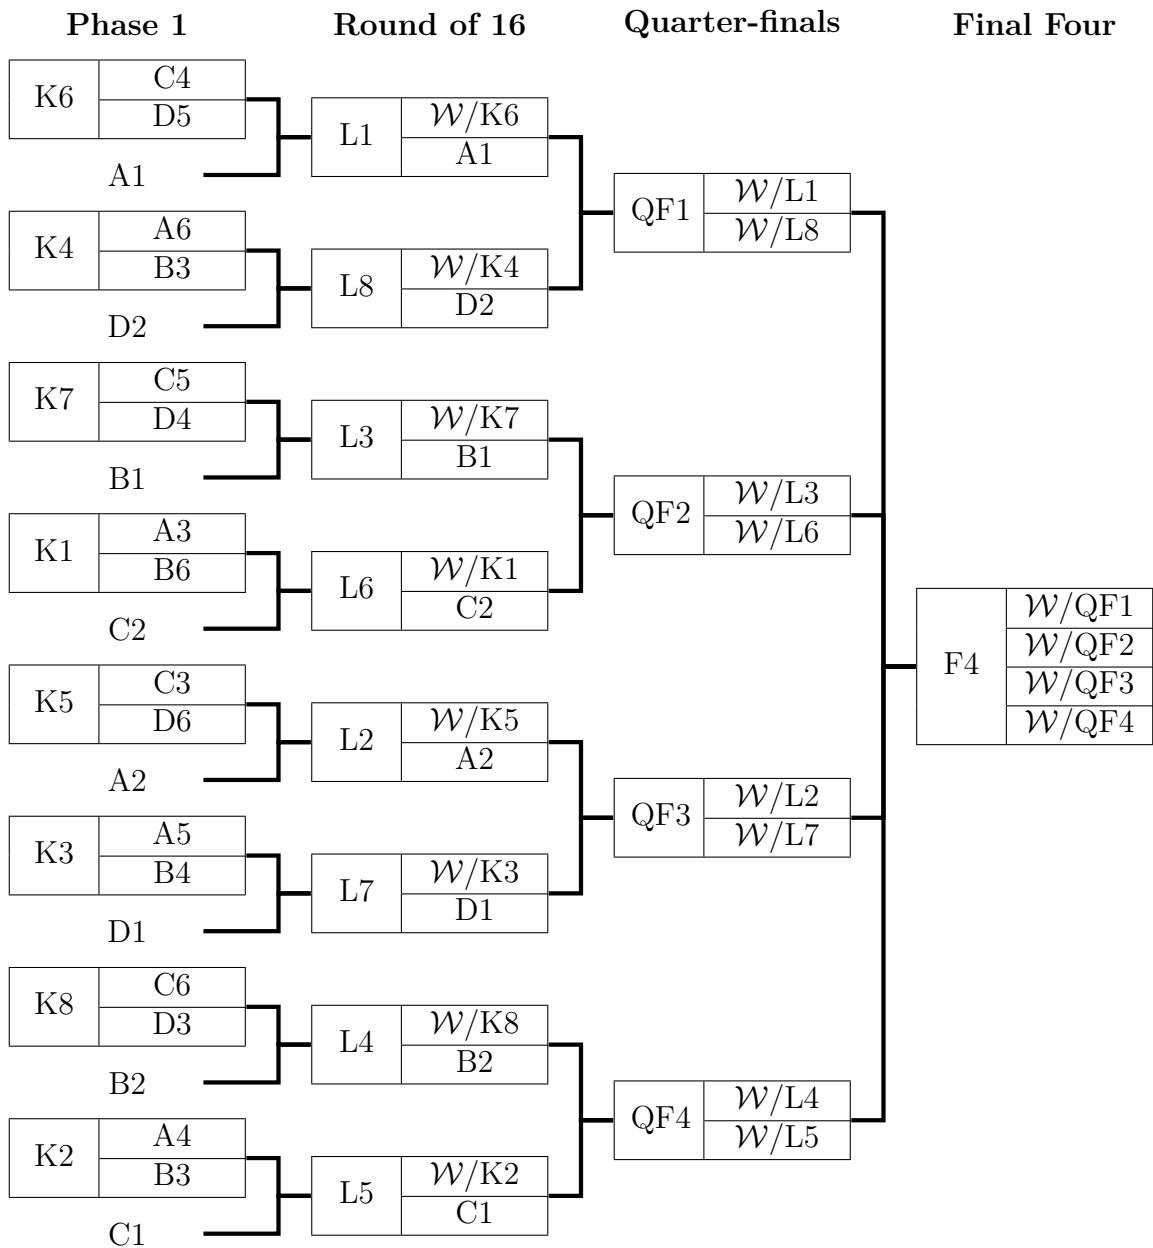 Phase 1
Round of 16
Quarter-finals
Final Four
K6
C4
D5
A1
K4
A6
B3
D2
K7
C5
D4
B1
K1
A3
B6
C2
K5
C3
D6
A2
K3
A5
B4
D1
K8
C6
D3
B2
K2
A4
B3
C1
L1
W/K6
A1
L8
W/K4
D2
L3
W/K7
B1
L6
W/K1
C2
L2
W/K5
A2
L7
W/K3
D1
L4
W/K8
B2
L5
W/K2
C1
QF1
W/L1
W/L8
QF2
W/L3
W/L6
QF3
W/L2
W/L7
QF4
W/L4
W/L5
F4
W/QF1
W/QF2
W/QF3
W/QF4